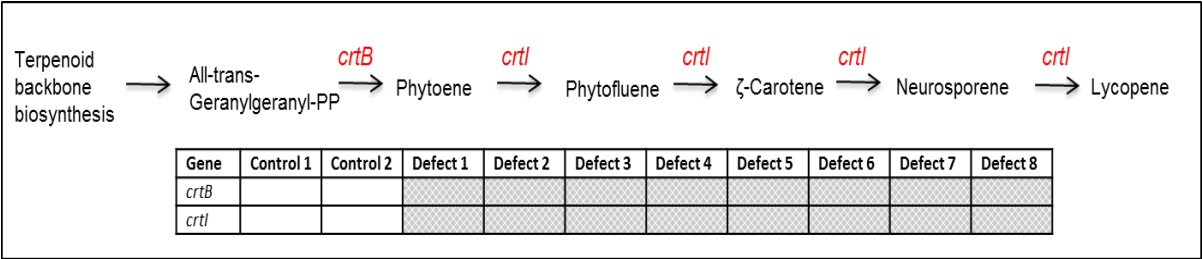 crtB crtI crtI crtI crtI
Terpenoid
backbone
biosynthesis
All-trans-
Geranylgeranyl-PP
Phytoene
Phytofluene
ζ-Carotene
Neurosporene
Lycopene
Gene Control 1 Control 2 Defect 1 Defect 2 Defect 3 Defect 4 Defect 5 Defect 6 Defect 7 Defect 8
crtB
crtI